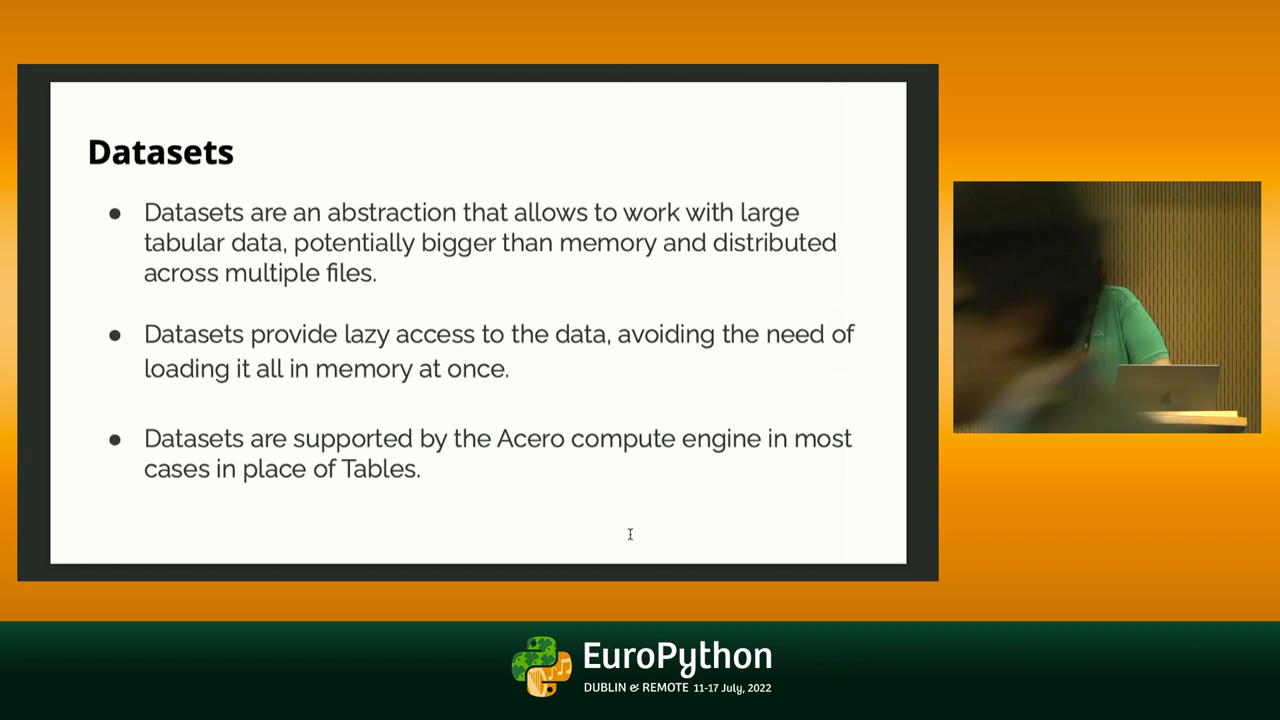 Datasets
● Datasets are an abstraction that allows to work with large
tabular data, potentially bigger than memory and distributed
across multiple files.
● Datasets provide lazy access to the data, avoiding the need of
loading it all in memory at once.
● Datasets are supported by the Acero compute engine in most
cases in place of Tables.
EuroPython
DUBLIN & REMOTE 11-17 July, 2022